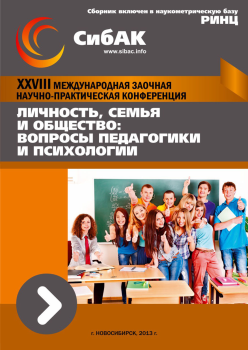 Сборник включен в наукометрическую базу
РИНЦ
СибАК
www.sibac.info
XXVIII МЕЖДУНАРОДНАЯ ЗАОЧНАЯ
НАУЧНО-ПРАКТИЧЕСКАЯ КОНФЕРЕНЦИЯ
ЛИЧНОСТЬ, СЕМЬЯ
И ОБЩЕСТВО:
ВОПРОСЫ ПЕДАГОГИКИ
И ПСИХОЛОГИИ
г. НОВОСИБИРСК, 2013 г.